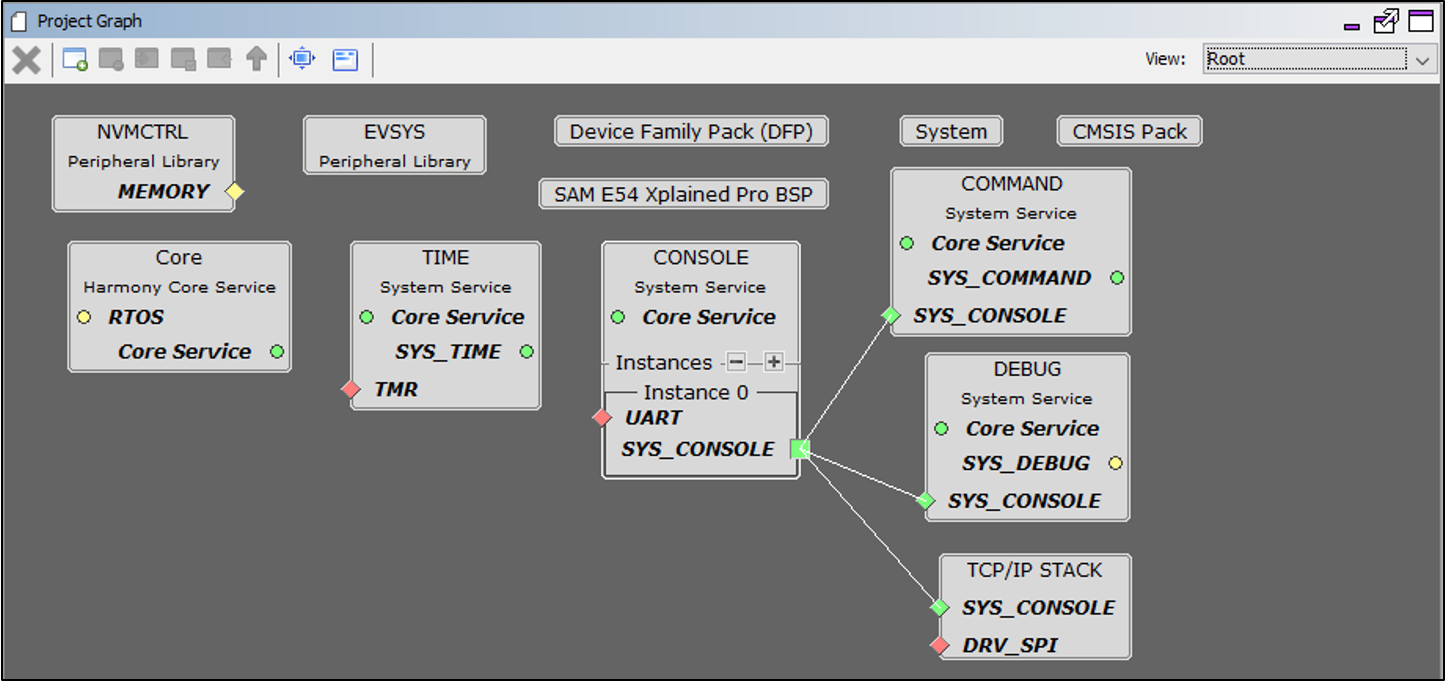 Project Graph
View:
Root
NVMCTRL
Peripheral Library
MEMORY
EVSYS
Peripheral Library
Device Family Pack (DFP)
System
CMSIS Pack
SAM E54 Xplained Pro BSP
COMMAND
System Service
Core Service
SYS_COMMAND
SYS_CONSOLE
Core
Harmony Core Service
RTOS
Core Service
TIME
System Service
Core Service
SYS_TIME
TMR
CONSOLE
System Service
Core Service
Instances
Instance 0
UART
SYS_CONSOLE
DEBUG
System Service
Core Service
SYS_DEBUG
SYS_CONSOLE
TCP/IP STACK
SYS_CONSOLE
DRV_SPI